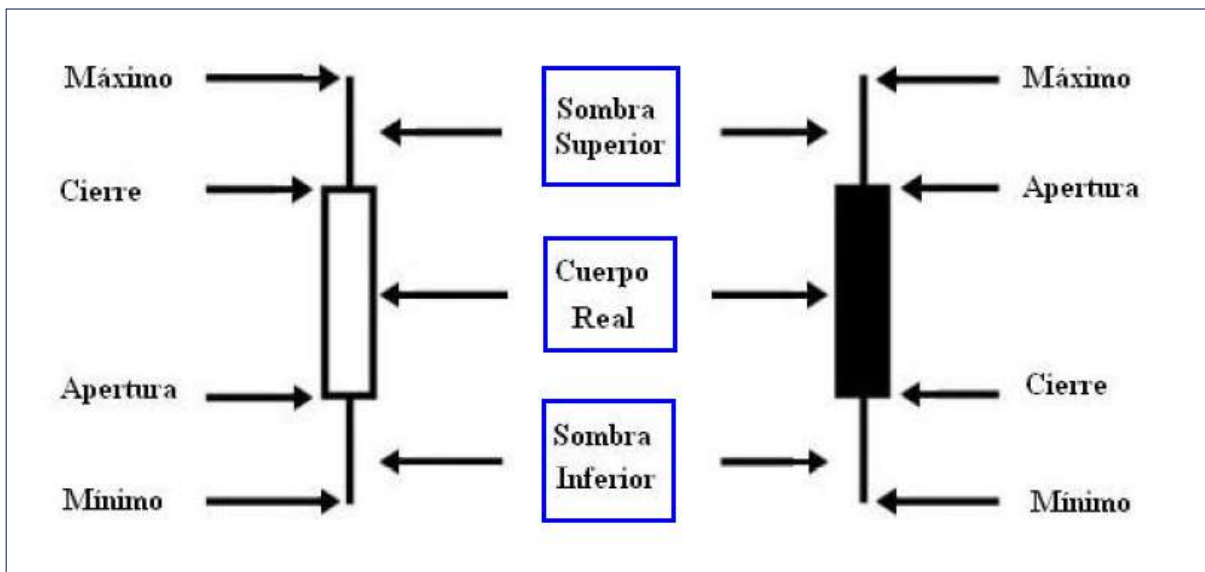 Máximo
Cierre
Apertura
Mínimo
Sombra
Superior
Cuerpo
Real
Sombra
Inferior
Máximo
Apertura
Cierre
Mínimo